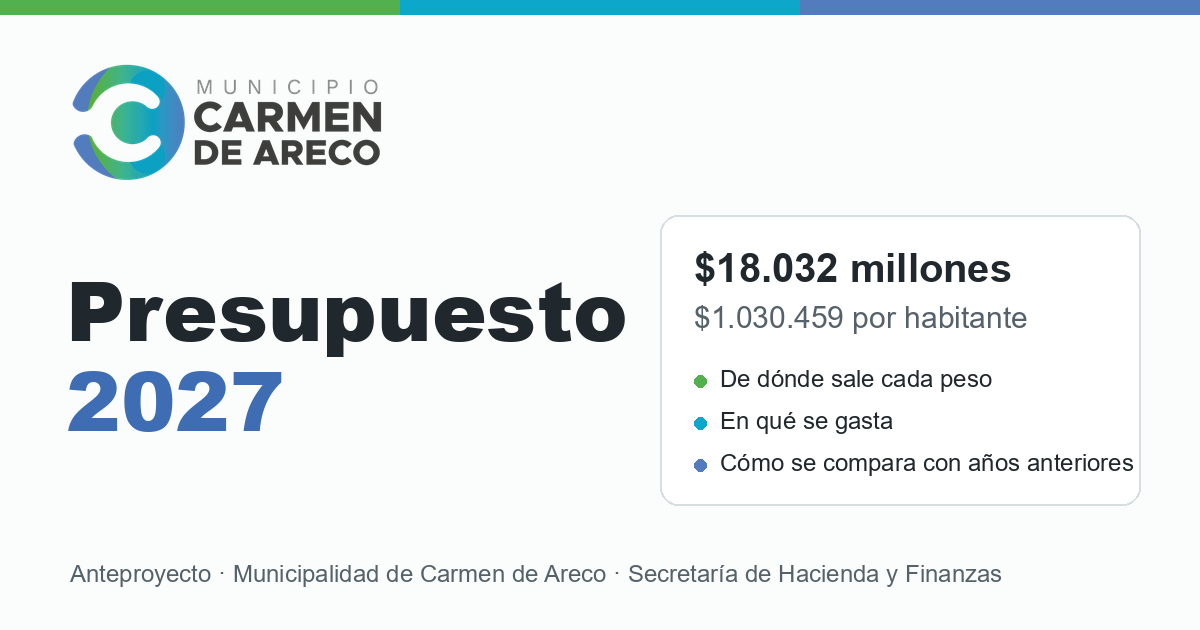 MUNICIPIO
CARMEN
DE ARECO
Presupuesto
2027
$18.032 millones
$1.030.459 por habitante
De dónde sale cada peso
En qué se gasta
Cómo se compara con años anteriores
Anteproyecto · Municipalidad de Carmen de Areco · Secretaría de Hacienda y Finanzas